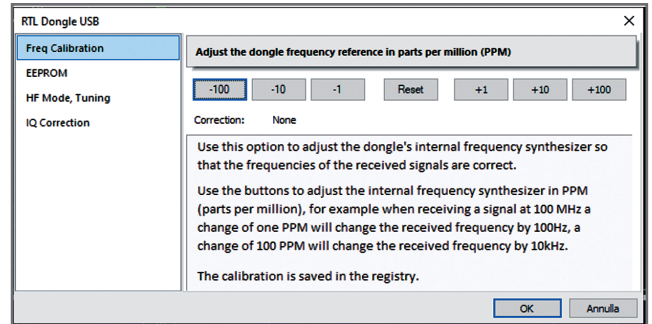 RTL Dongle USB
Freq Calibration
EEPROM
HF Mode, Tuning
IQ Correction
Adjust the dongle frequency reference in parts per million (PPM)
-100 -10 -1 Reset +1 +10 +100
Correction: None
Use this option to adjust the dongle's internal frequency synthesizer so
that the frequencies of the received signals are correct.
Use the buttons to adjust the internal frequency synthesizer in PPM
(parts per million), for example when receiving a signal at 100 MHz a
change of one PPM will change the received frequency by 100Hz, a
change of 100 PPM will change the received frequency by 10kHz.
The calibration is saved in the registry.
OK Annulla